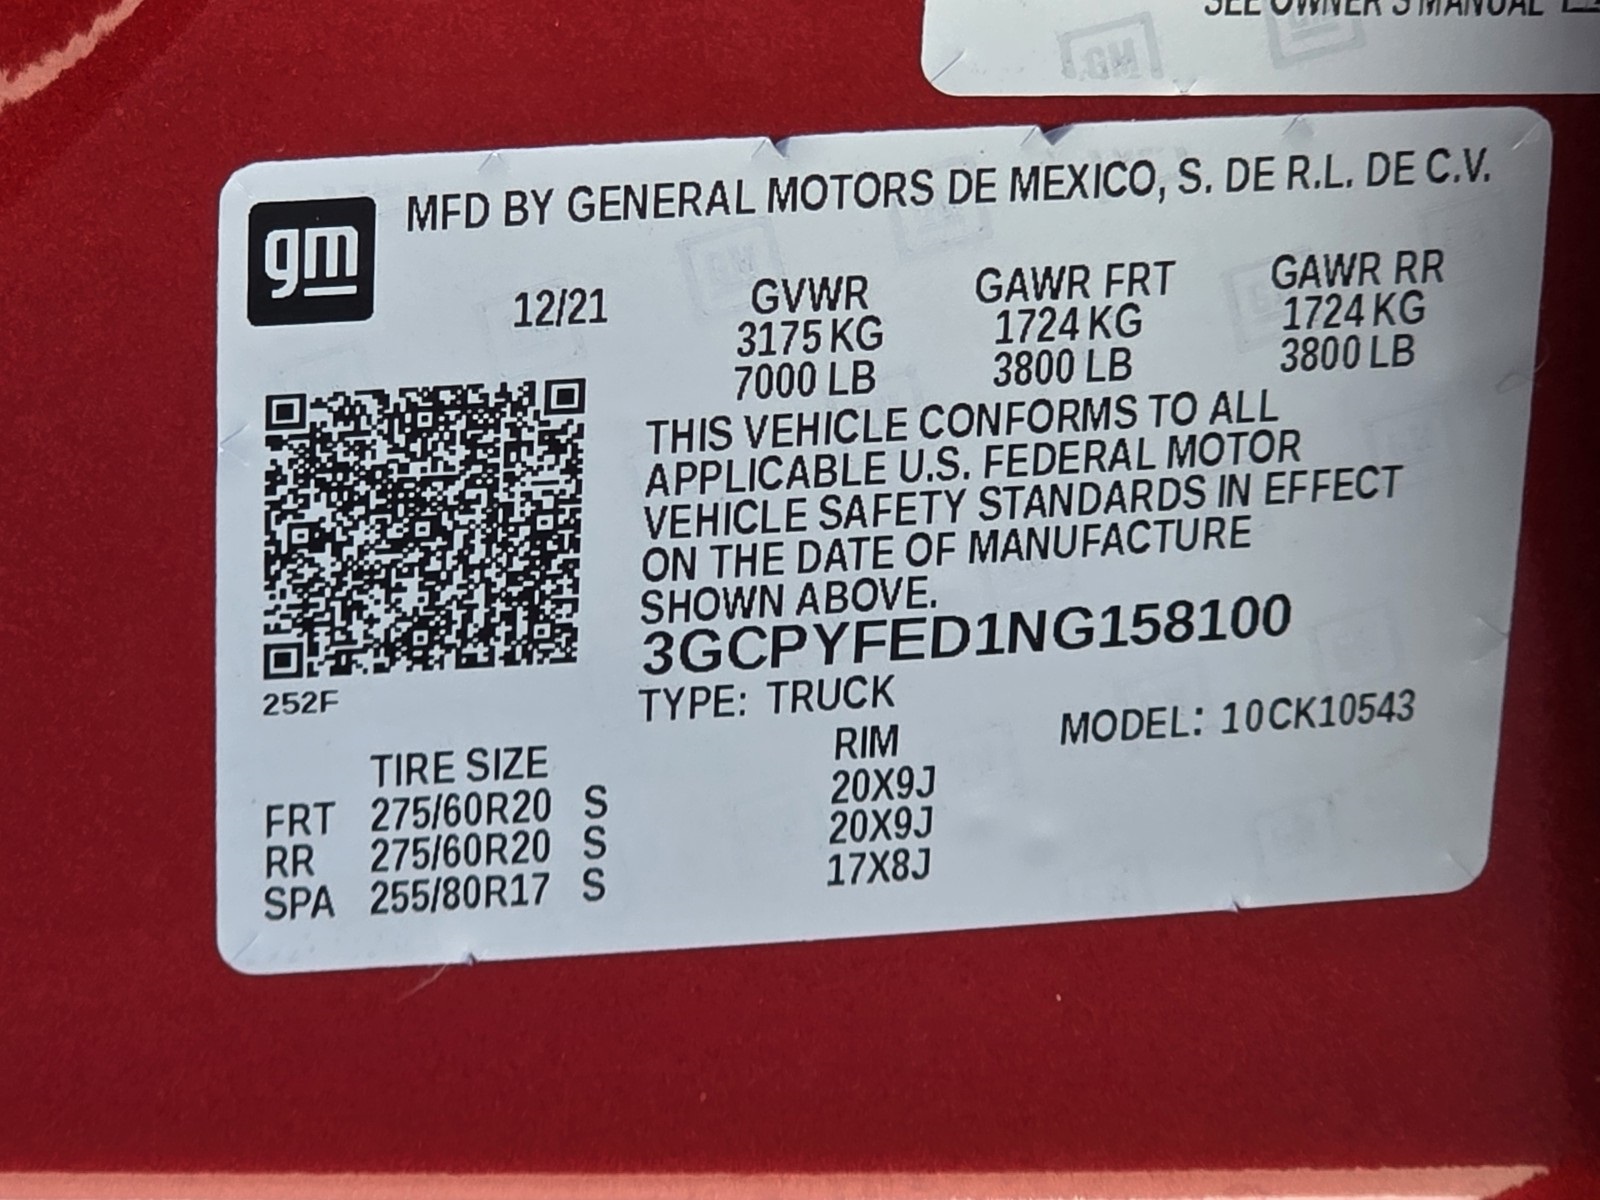 SEE OWNER'S MANUAL
gm
MFD BY GENERAL MOTORS DE MEXICO, S. DE R.L. DE C.V.
12/21
GVWR GAWR FRT GAWR RR
3175 KG 1724 KG 1724 KG
7000 LB 3800 LB 3800 LB
THIS VEHICLE CONFORMS TO ALL
APPLICABLE U.S. FEDERAL MOTOR
VEHICLE SAFETY STANDARDS IN EFFECT
ON THE DATE OF MANUFACTURE
SHOWN ABOVE.
3GCPYFED1NG158100
252F
TYPE: TRUCK MODEL: 10CK10543
TIRE SIZE RIM
FRT 275/60R20 S 20X9J
RR 275/60R20 S 20X9J
SPA 255/80R17 S 17X8J